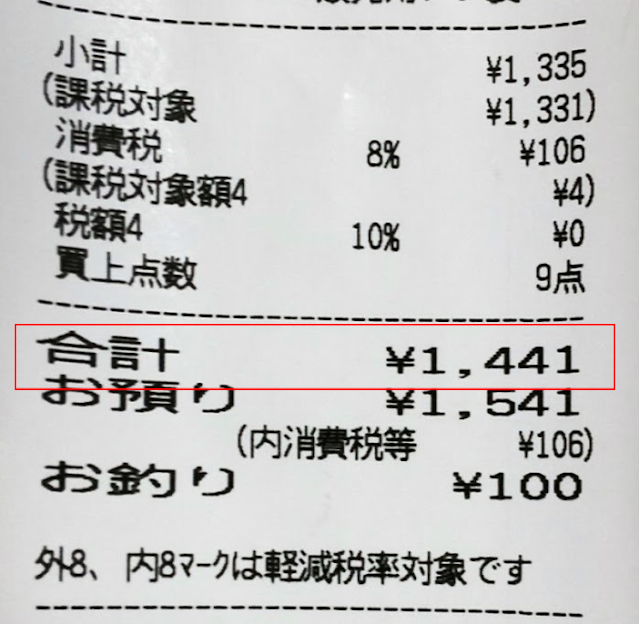 小計 ¥1,335
(課税対象 ¥1,331)
消費税 8% ¥106
(課税対象額4 ¥4)
税額4 10% ¥0
買上点数 9点
合計 ¥1,441
お預り ¥1,541
(内消費税等 ¥106)
お釣り ¥100
外8、内8マークは軽減税率対象です